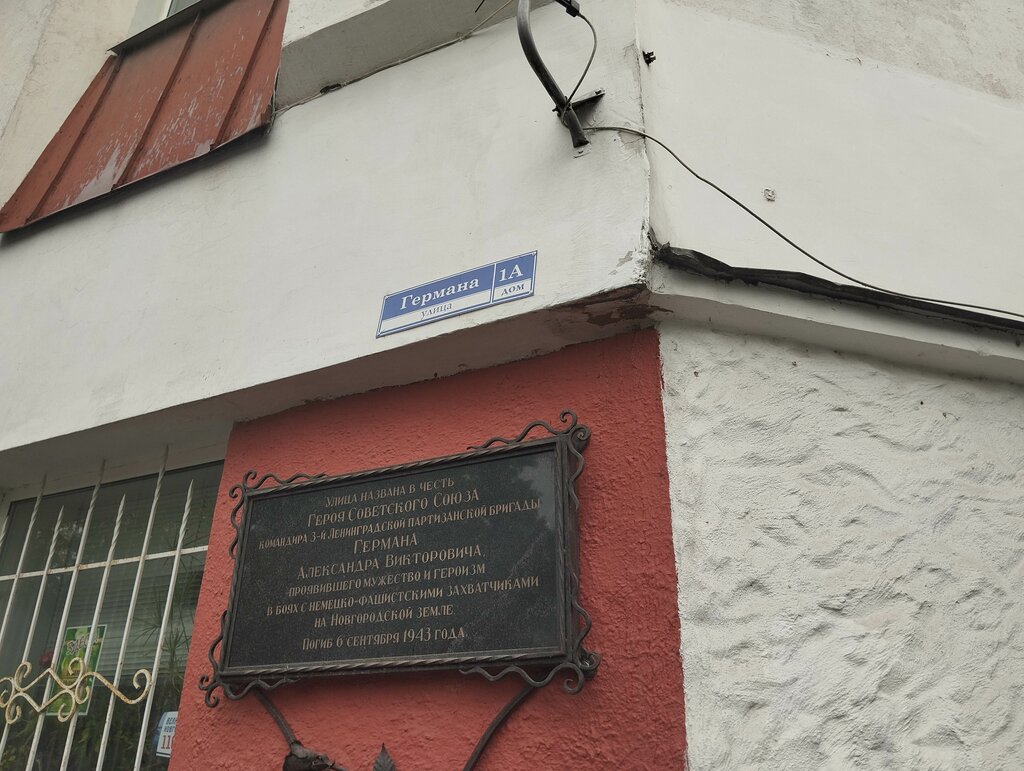 Германа
улица
1А
дом
Улица названа в честь
Героя Советского Союза
командира 3-й Ленинградской партизанской бригады
Германа
Александра Викторовича,
проявившего мужество и героизм
в боях с немецко-фашистскими захватчиками
на Новгородской земле.
Погиб 6 сентября 1943 года.